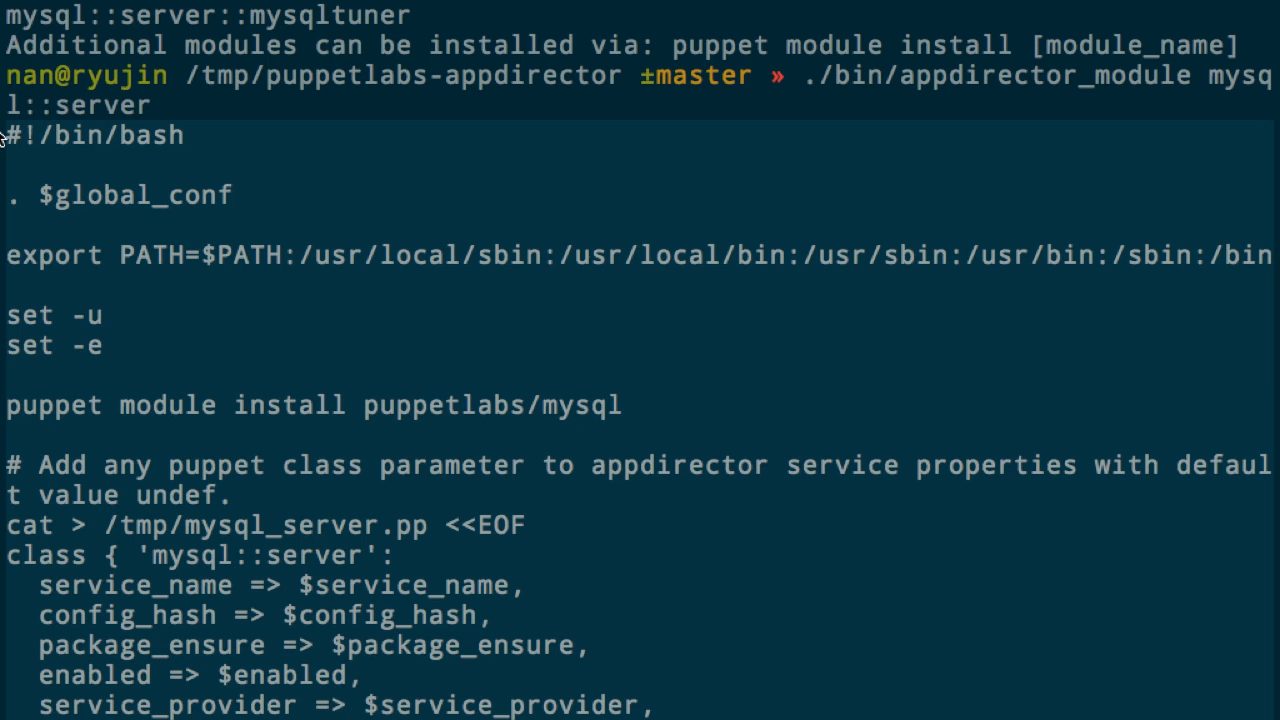 mysql::server::mysqltuner
Additional modules can be installed via: puppet module install [module_name]
nan@ryujin /tmp/puppetlabs-appdirector ±master » ./bin/appdirector_module mysq
l::server
#!/bin/bash
. $global_conf
export PATH=$PATH:/usr/local/sbin:/usr/local/bin:/usr/sbin:/usr/bin:/sbin:/bin
set -u
set -e
puppet module install puppetlabs/mysql
# Add any puppet class parameter to appdirector service properties with defaul
t value undef.
cat > /tmp/mysql_server.pp <<EOF
class { 'mysql::server':
  service_name => $service_name,
  config_hash => $config_hash,
  package_ensure => $package_ensure,
  enabled => $enabled,
  service_provider => $service_provider,